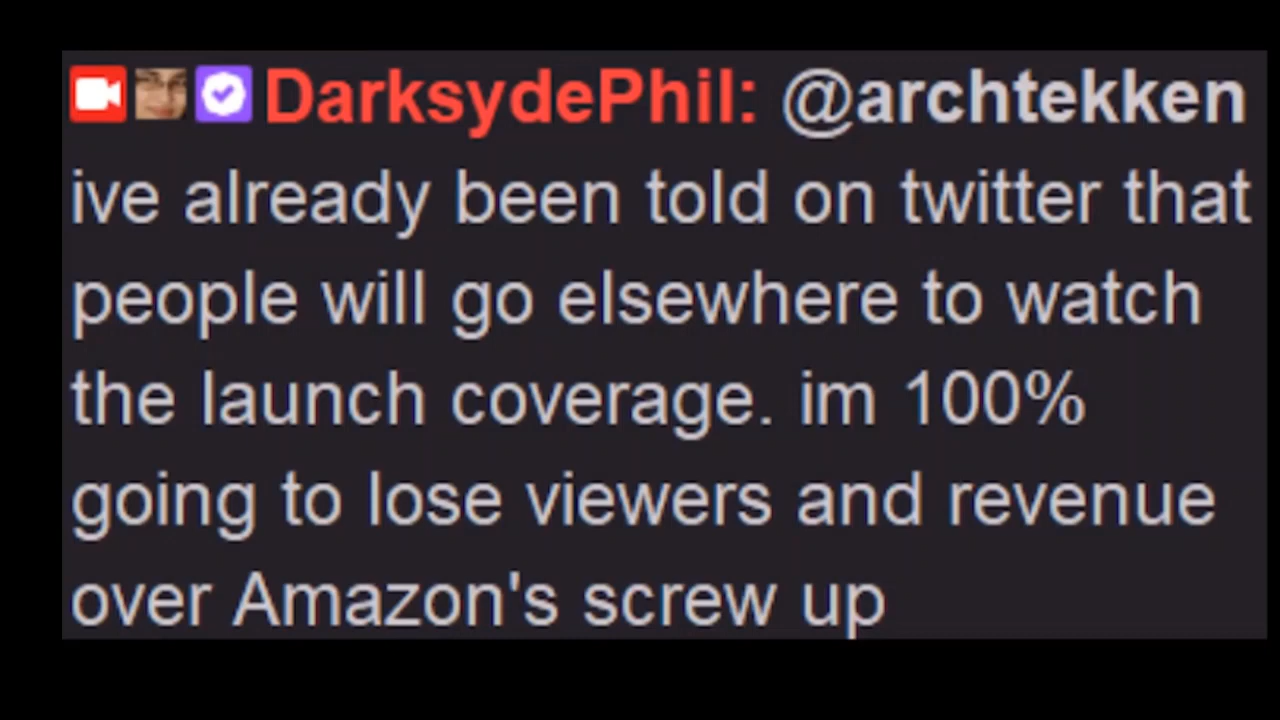 DarksydePhil: @archtekken
ive already been told on twitter that
people will go elsewhere to watch
the launch coverage. im 100%
going to lose viewers and revenue
over Amazon's screw up